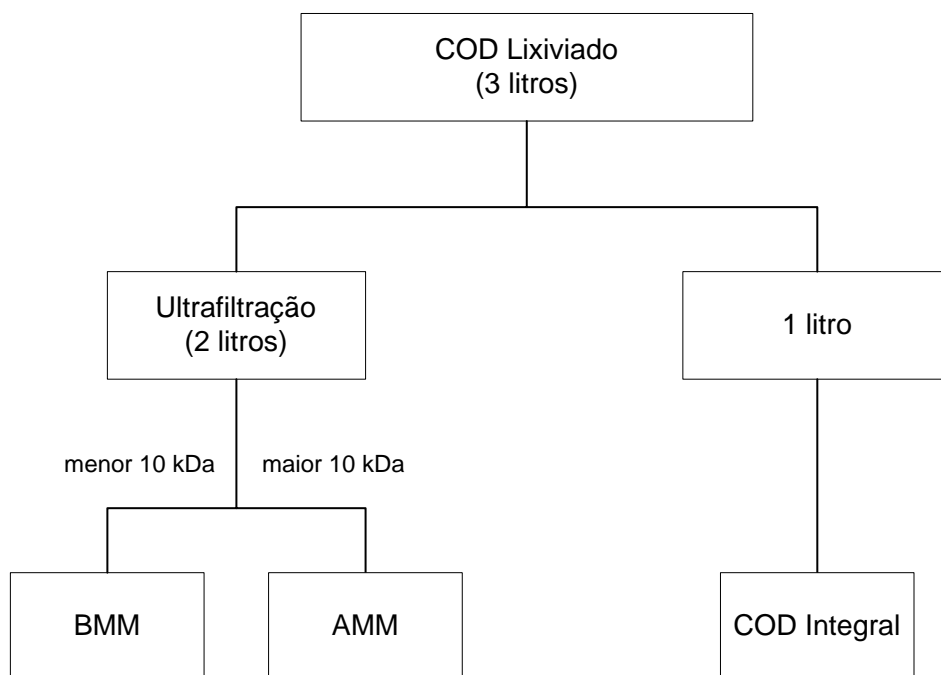 COD Lixiviado
(3 litros)
Ultrafiltração
(2 litros)
1 litro
menor 10 kDa
maior 10 kDa
BMM
AMM
COD Integral